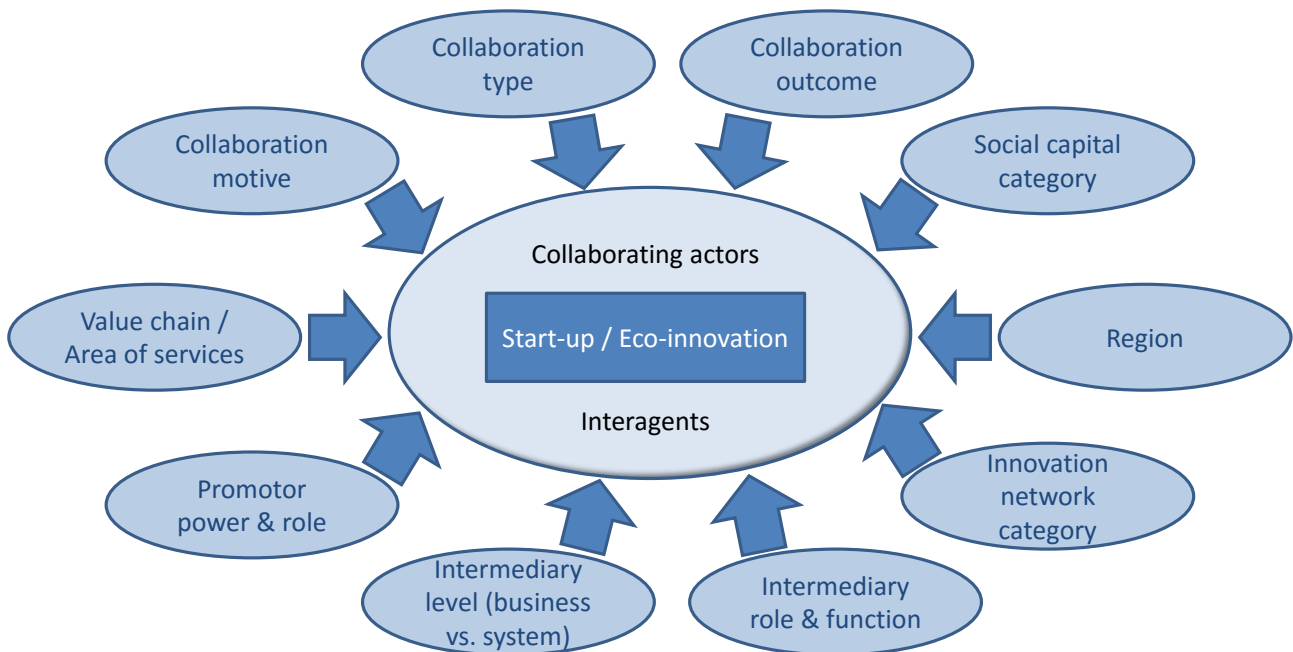 Collaboration
type
Collaboration
outcome
Collaboration
motive
Social capital
category
Collaborating actors
Value chain /
Area of services
Start-up / Eco-innovation
Region
Interagents
Promotor
power & role
Innovation
network
category
Intermediary
level (business
vs. system)
Intermediary
role & function